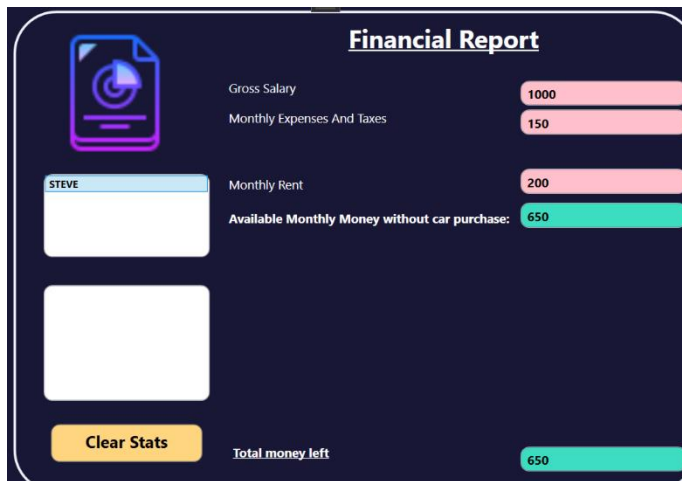 Financial Report
Gross Salary 1000
Monthly Expenses And Taxes 150
STEVE
Monthly Rent 200
Available Monthly Money without car purchase: 650
Clear Stats
Total money left 650